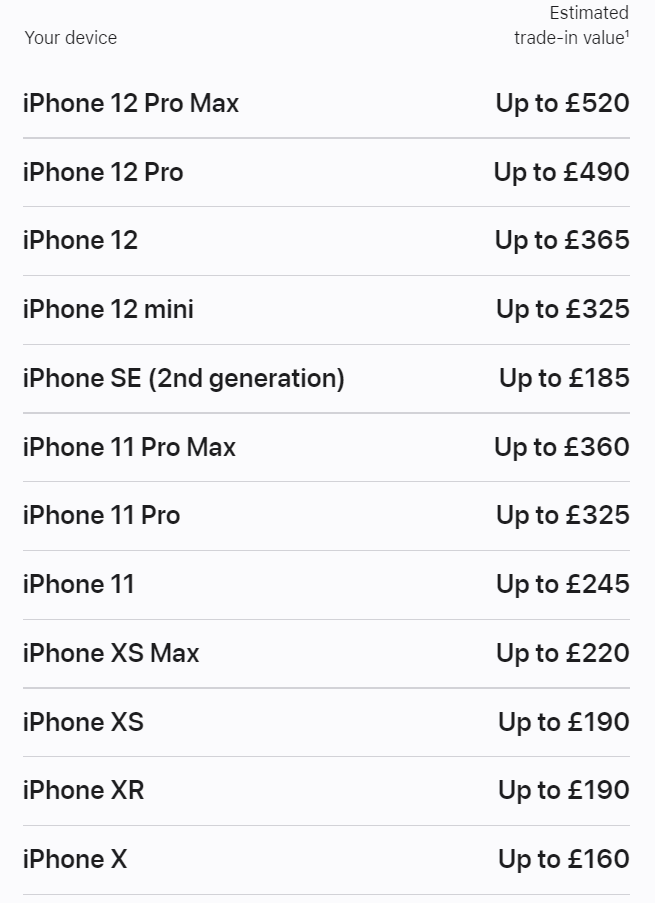 Your device
Estimated
trade-in value¹
iPhone 12 Pro Max Up to £520
iPhone 12 Pro Up to £490
iPhone 12 Up to £365
iPhone 12 mini Up to £325
iPhone SE (2nd generation) Up to £185
iPhone 11 Pro Max Up to £360
iPhone 11 Pro Up to £325
iPhone 11 Up to £245
iPhone XS Max Up to £220
iPhone XS Up to £190
iPhone XR Up to £190
iPhone X Up to £160